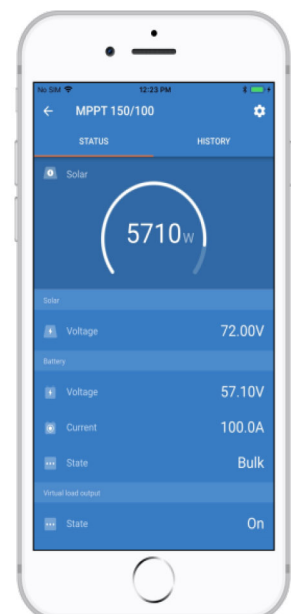 No SIM 12:23 PM
MPPT 150/100
STATUS HISTORY
Solar
5710W
Solar
Voltage 72.00V
Battery
Voltage 57.10V
Current 100.0A
State Bulk
Virtual load output
State On